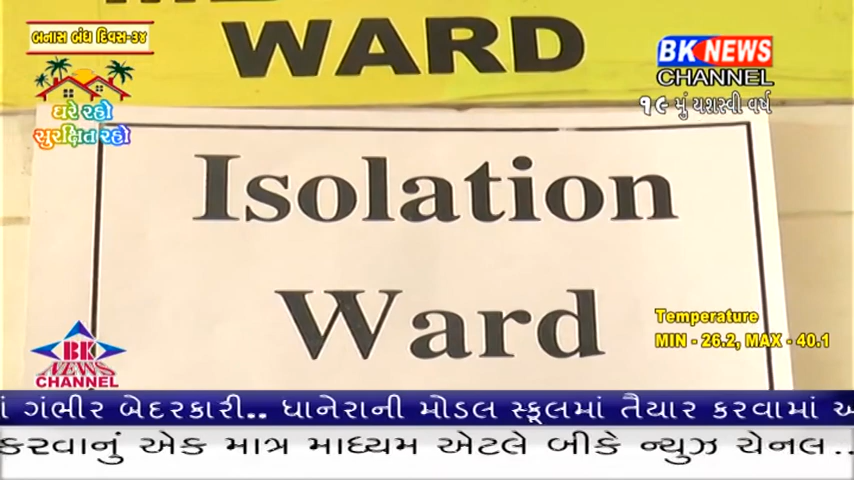 WARD
બનાસ બંધ દિવસ-૩૪
ઘરે રહો
સુરક્ષિત રહો
BK NEWS
CHANNEL
૧૯ મું યશસ્વી વર્ષ
Isolation
Ward
Temperature
MIN - 26.2, MAX - 40.1
BK
NEWS
CHANNEL
ગંભીર બેદરકારી.. ધાનેરાની મોડલ સ્કૂલમાં તૈયાર કરવામાં
કરવાનું એક માત્ર માધ્યમ એટલે બીકે ન્યુઝ ચેનલ..